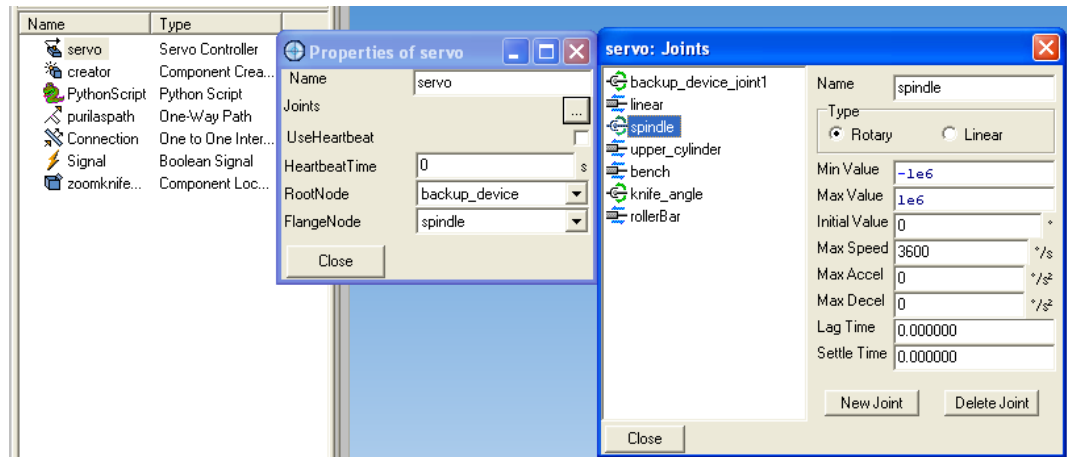 Name Type
servo Servo Controller
creator Component Crea...
PythonScript Python Script
purilaspath One-Way Path
Connection One to One Inter...
Signal Boolean Signal
zoomknife... Component Loc...
Properties of servo
Name servo
Joints ...
UseHeartbeat
HeartbeatTime 0 s
RootNode backup_device
FlangeNode spindle
Close
servo: Joints
backup_device_joint1
linear
spindle
upper_cylinder
bench
knife_angle
rollerBar
Name spindle
Type
Rotary Linear
Min Value -1e6
Max Value 1e6
Initial Value 0 °
Max Speed 3600 °/s
Max Accel 0 °/s²
Max Decel 0 °/s²
Lag Time 0.000000
Settle Time 0.000000
New Joint Delete Joint
Close